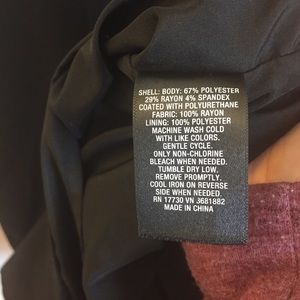 SHELL: BODY: 67% POLYESTER
29% RAYON 4% SPANDEX
COATED WITH POLYURETHANE
FABRIC: 100% RAYON
LINING: 100% POLYESTER
MACHINE WASH COLD
WITH LIKE COLORS.
GENTLE CYCLE.
ONLY NON-CHLORINE
BLEACH WHEN NEEDED.
TUMBLE DRY LOW.
REMOVE PROMPTLY.
COOL IRON ON REVERSE
SIDE WHEN NEEDED.
RN 17730 VN 3681882
MADE IN CHINA